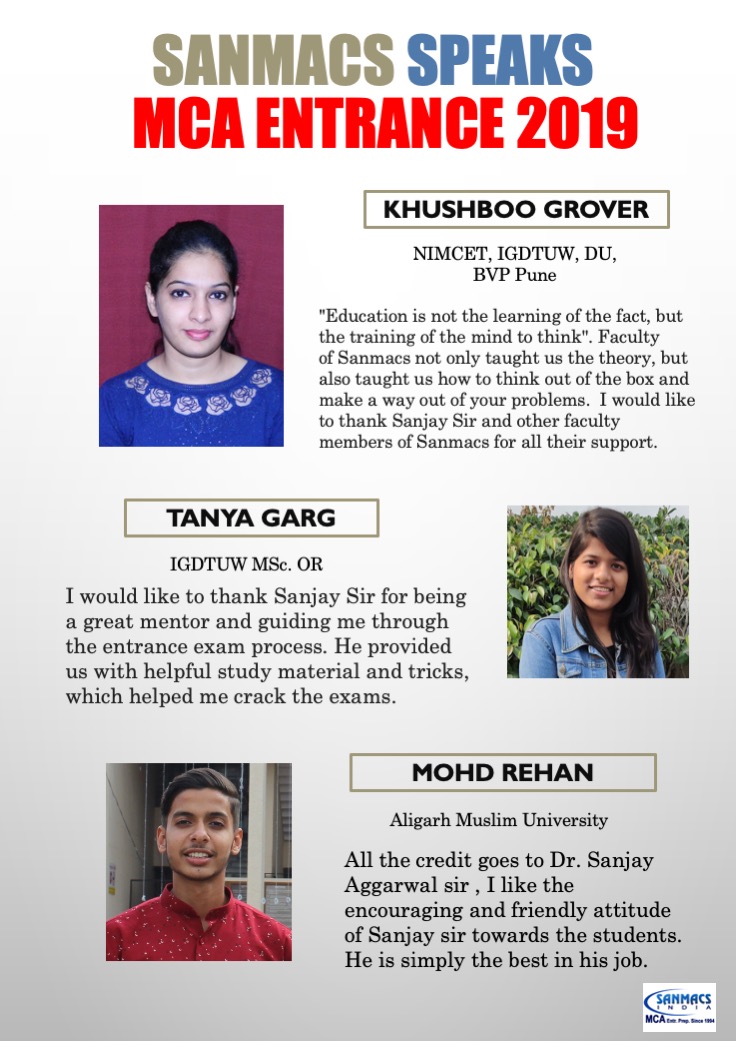 SANMACS SPEAKS
MCA ENTRANCE 2019
KHUSHBOO GROVER
NIMCET, IGDTUW, DU,
BVP Pune
"Education is not the learning of the fact, but
the training of the mind to think". Faculty
of Sanmacs not only taught us the theory, but
also taught us how to think out of the box and
make a way out of your problems.  I would like
to thank Sanjay Sir and other faculty
members of Sanmacs for all their support.
TANYA GARG
IGDTUW MSc. OR
I would like to thank Sanjay Sir for being
a great mentor and guiding me through
the entrance exam process. He provided
us with helpful study material and tricks,
which helped me crack the exams.
MOHD REHAN
Aligarh Muslim University
All the credit goes to Dr. Sanjay
Aggarwal sir , I like the
encouraging and friendly attitude
of Sanjay sir towards the students.
He is simply the best in his job.
SANMACS
INDIA
MCA Entr. Prep. Since 1994